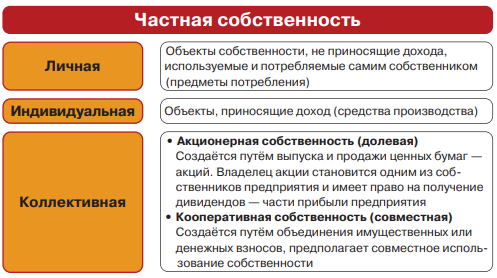 Частная собственность
Личная
Объекты собственности, не приносящие дохода,
используемые и потребляемые самим собственником
(предметы потребления)
Индивидуальная
Объекты, приносящие доход (средства производства)
Коллективная
• Акционерная собственность (долевая)
Создаётся путём выпуска и продажи ценных бумаг —
акций. Владелец акции становится одним из соб-
ственников предприятия и имеет право на получение
дивидендов — части прибыли предприятия
• Кооперативная собственность (совместная)
Создаётся путём объединения имущественных или
денежных взносов, предполагает совместное исполь-
зование собственности